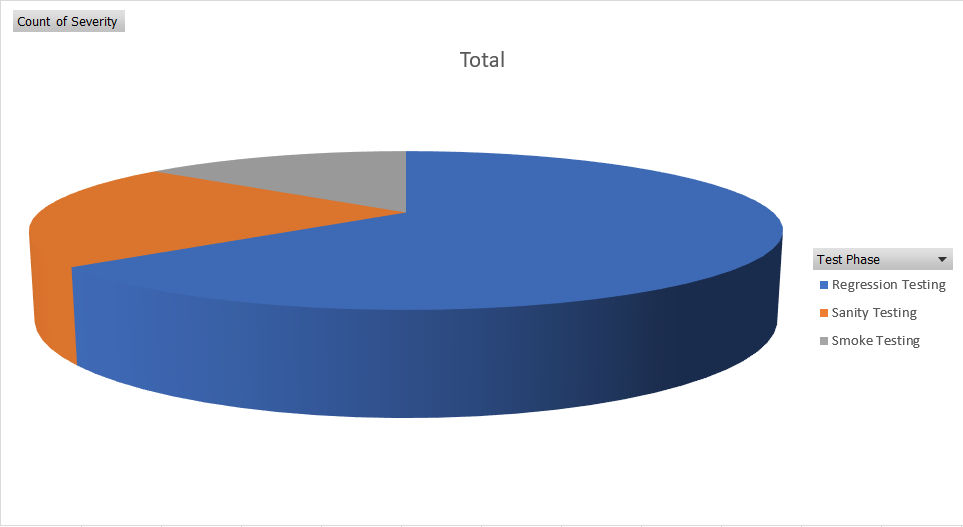 Count of Severity
Total
Test Phase
Regression Testing
Sanity Testing
Smoke Testing